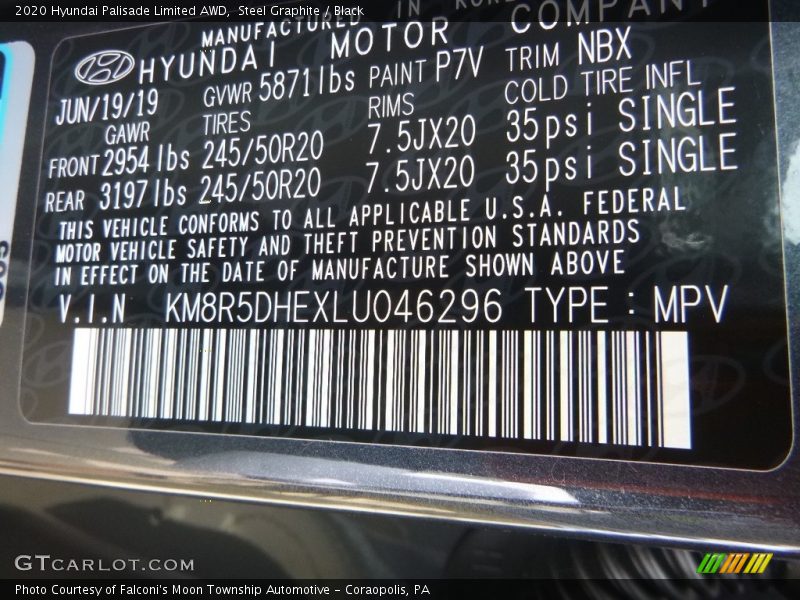 2020 Hyundai Palisade Limited AWD, Steel Graphite / Black
MANUFACTURED IN KOREA
HYUNDAI MOTOR COMPANY
JUN/19/19 GVWR 5871 lbs PAINT P7V TRIM NBX
GAWR TIRES RIMS COLD TIRE INFL
FRONT 2954 lbs 245/50R20 7.5JX20 35psi SINGLE
REAR 3197 lbs 245/50R20 7.5JX20 35psi SINGLE
THIS VEHICLE CONFORMS TO ALL APPLICABLE U.S.A. FEDERAL
MOTOR VEHICLE SAFETY AND THEFT PREVENTION STANDARDS
IN EFFECT ON THE DATE OF MANUFACTURE SHOWN ABOVE
V.I.N KM8R5DHEXLU046296 TYPE : MPV
GTCARLOT.COM
Photo Courtesy of Falconi's Moon Township Automotive – Coraopolis, PA